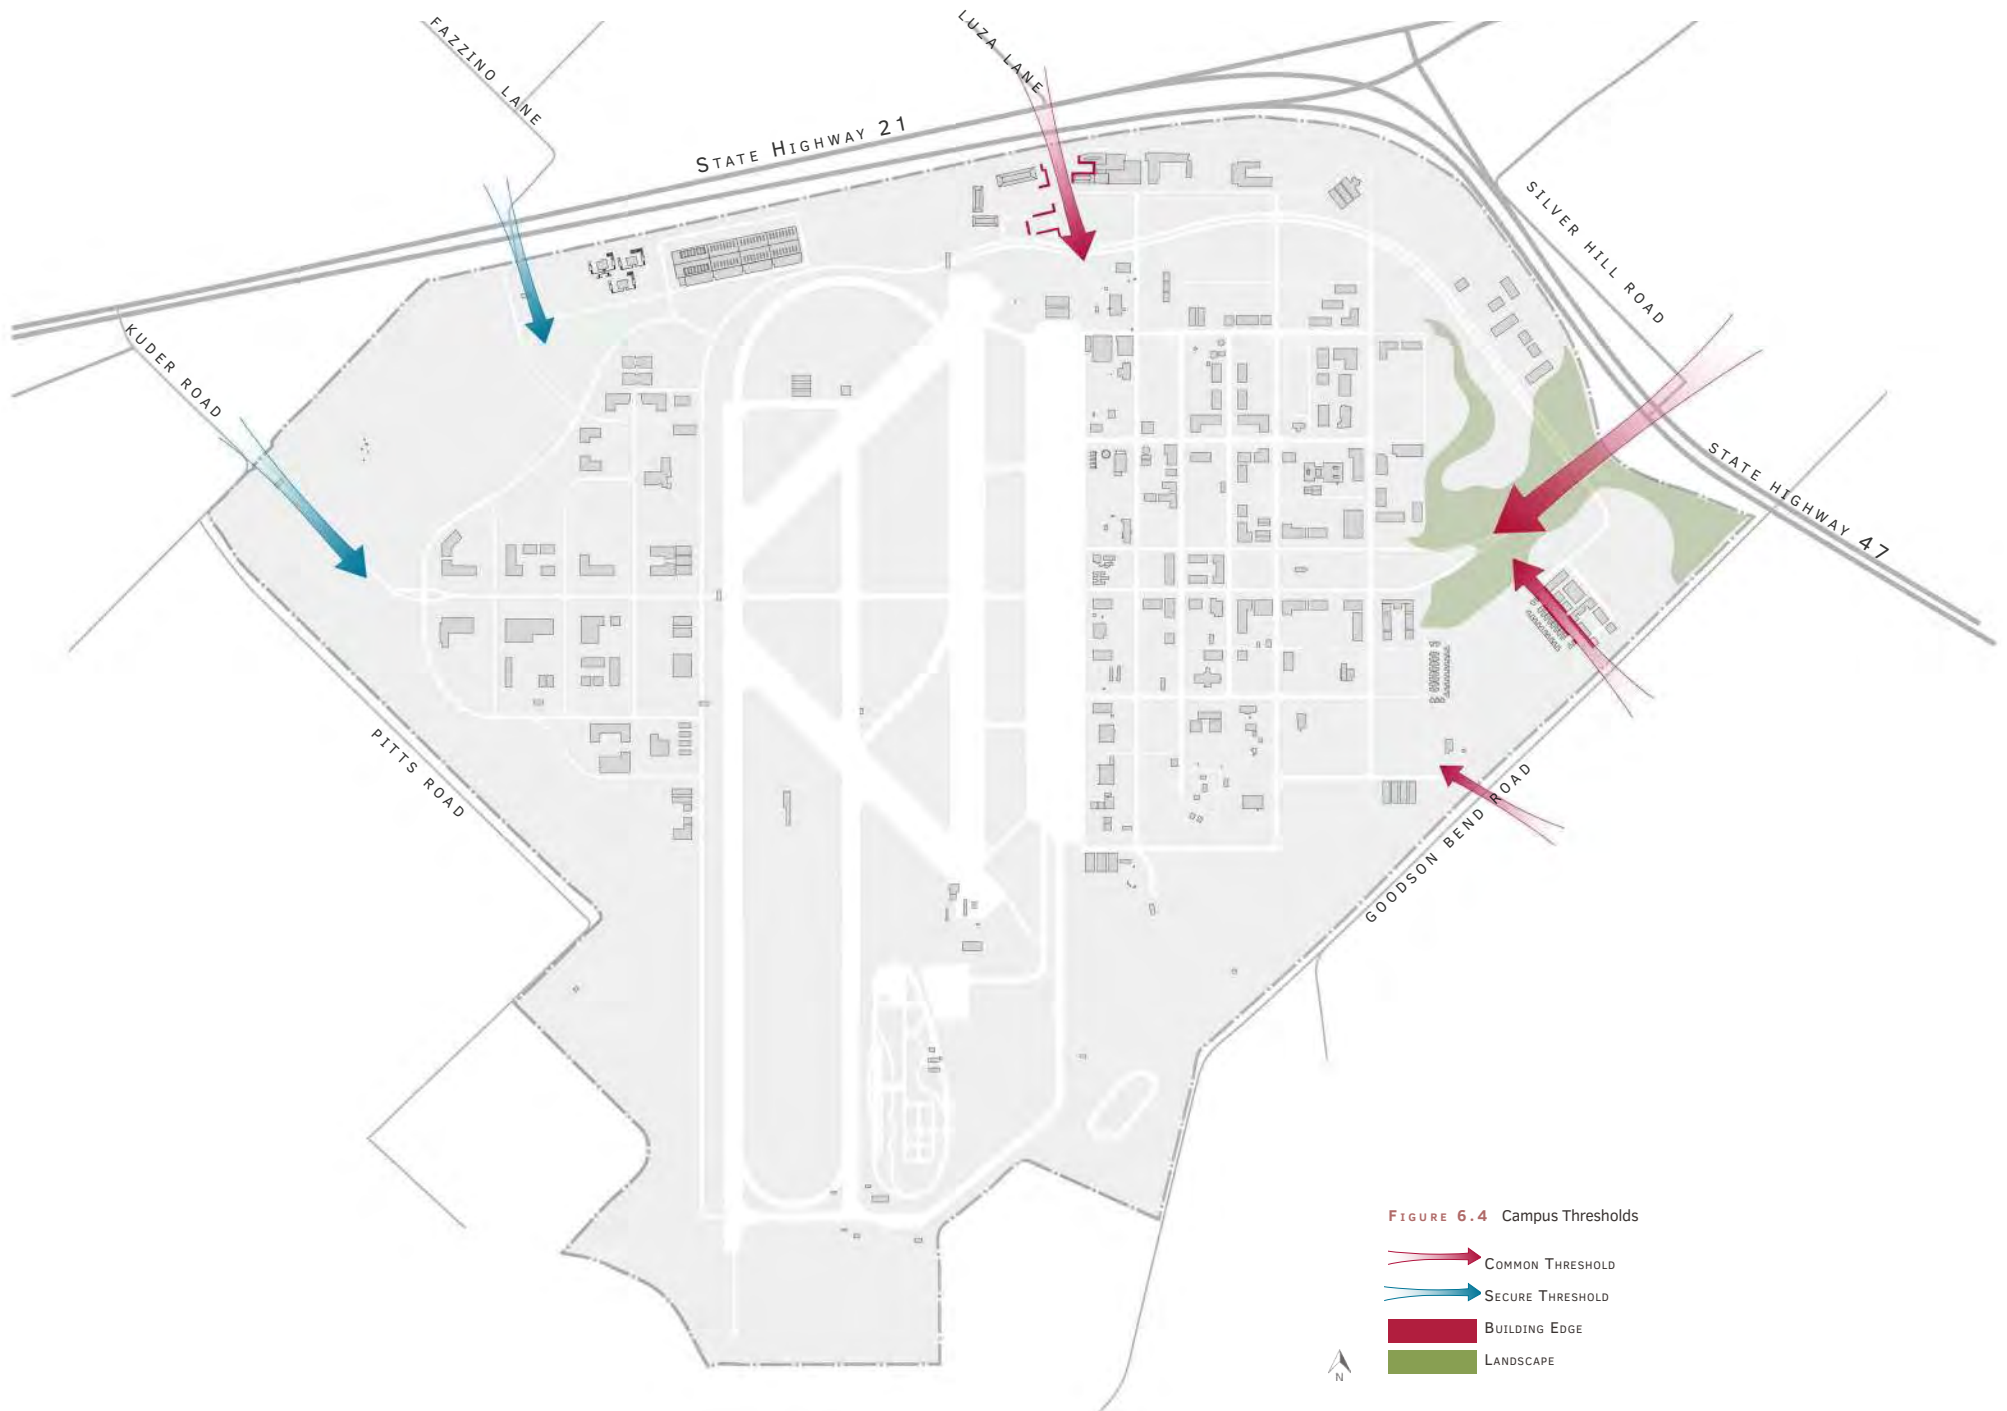 FAZZINO LANE
LUZA LANE
STATE HIGHWAY 21
SILVER HILL ROAD
KUDER ROAD
STATE HIGHWAY 47
PITTS ROAD
GOODSON BEND ROAD
FIGURE 6.4 Campus Thresholds
COMMON THRESHOLD
SECURE THRESHOLD
BUILDING EDGE
LANDSCAPE
N